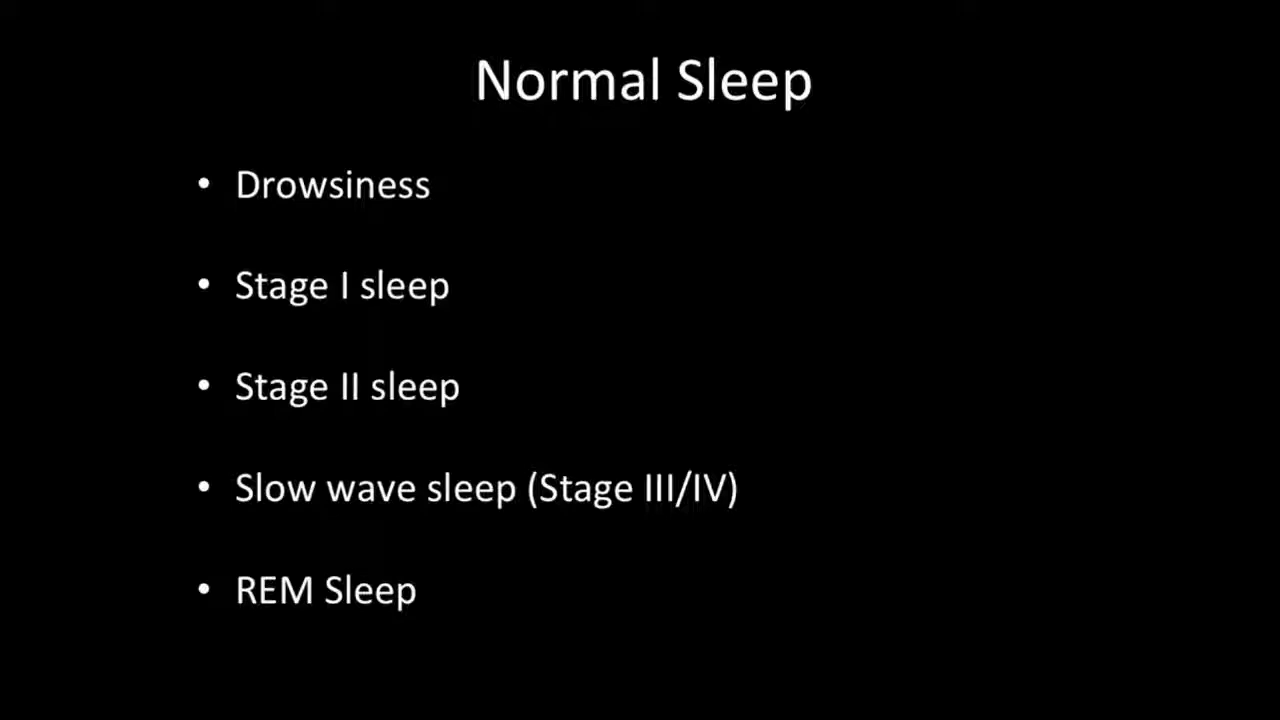 Normal Sleep
• Drowsiness
• Stage I sleep
• Stage II sleep
• Slow wave sleep (Stage III/IV)
• REM Sleep